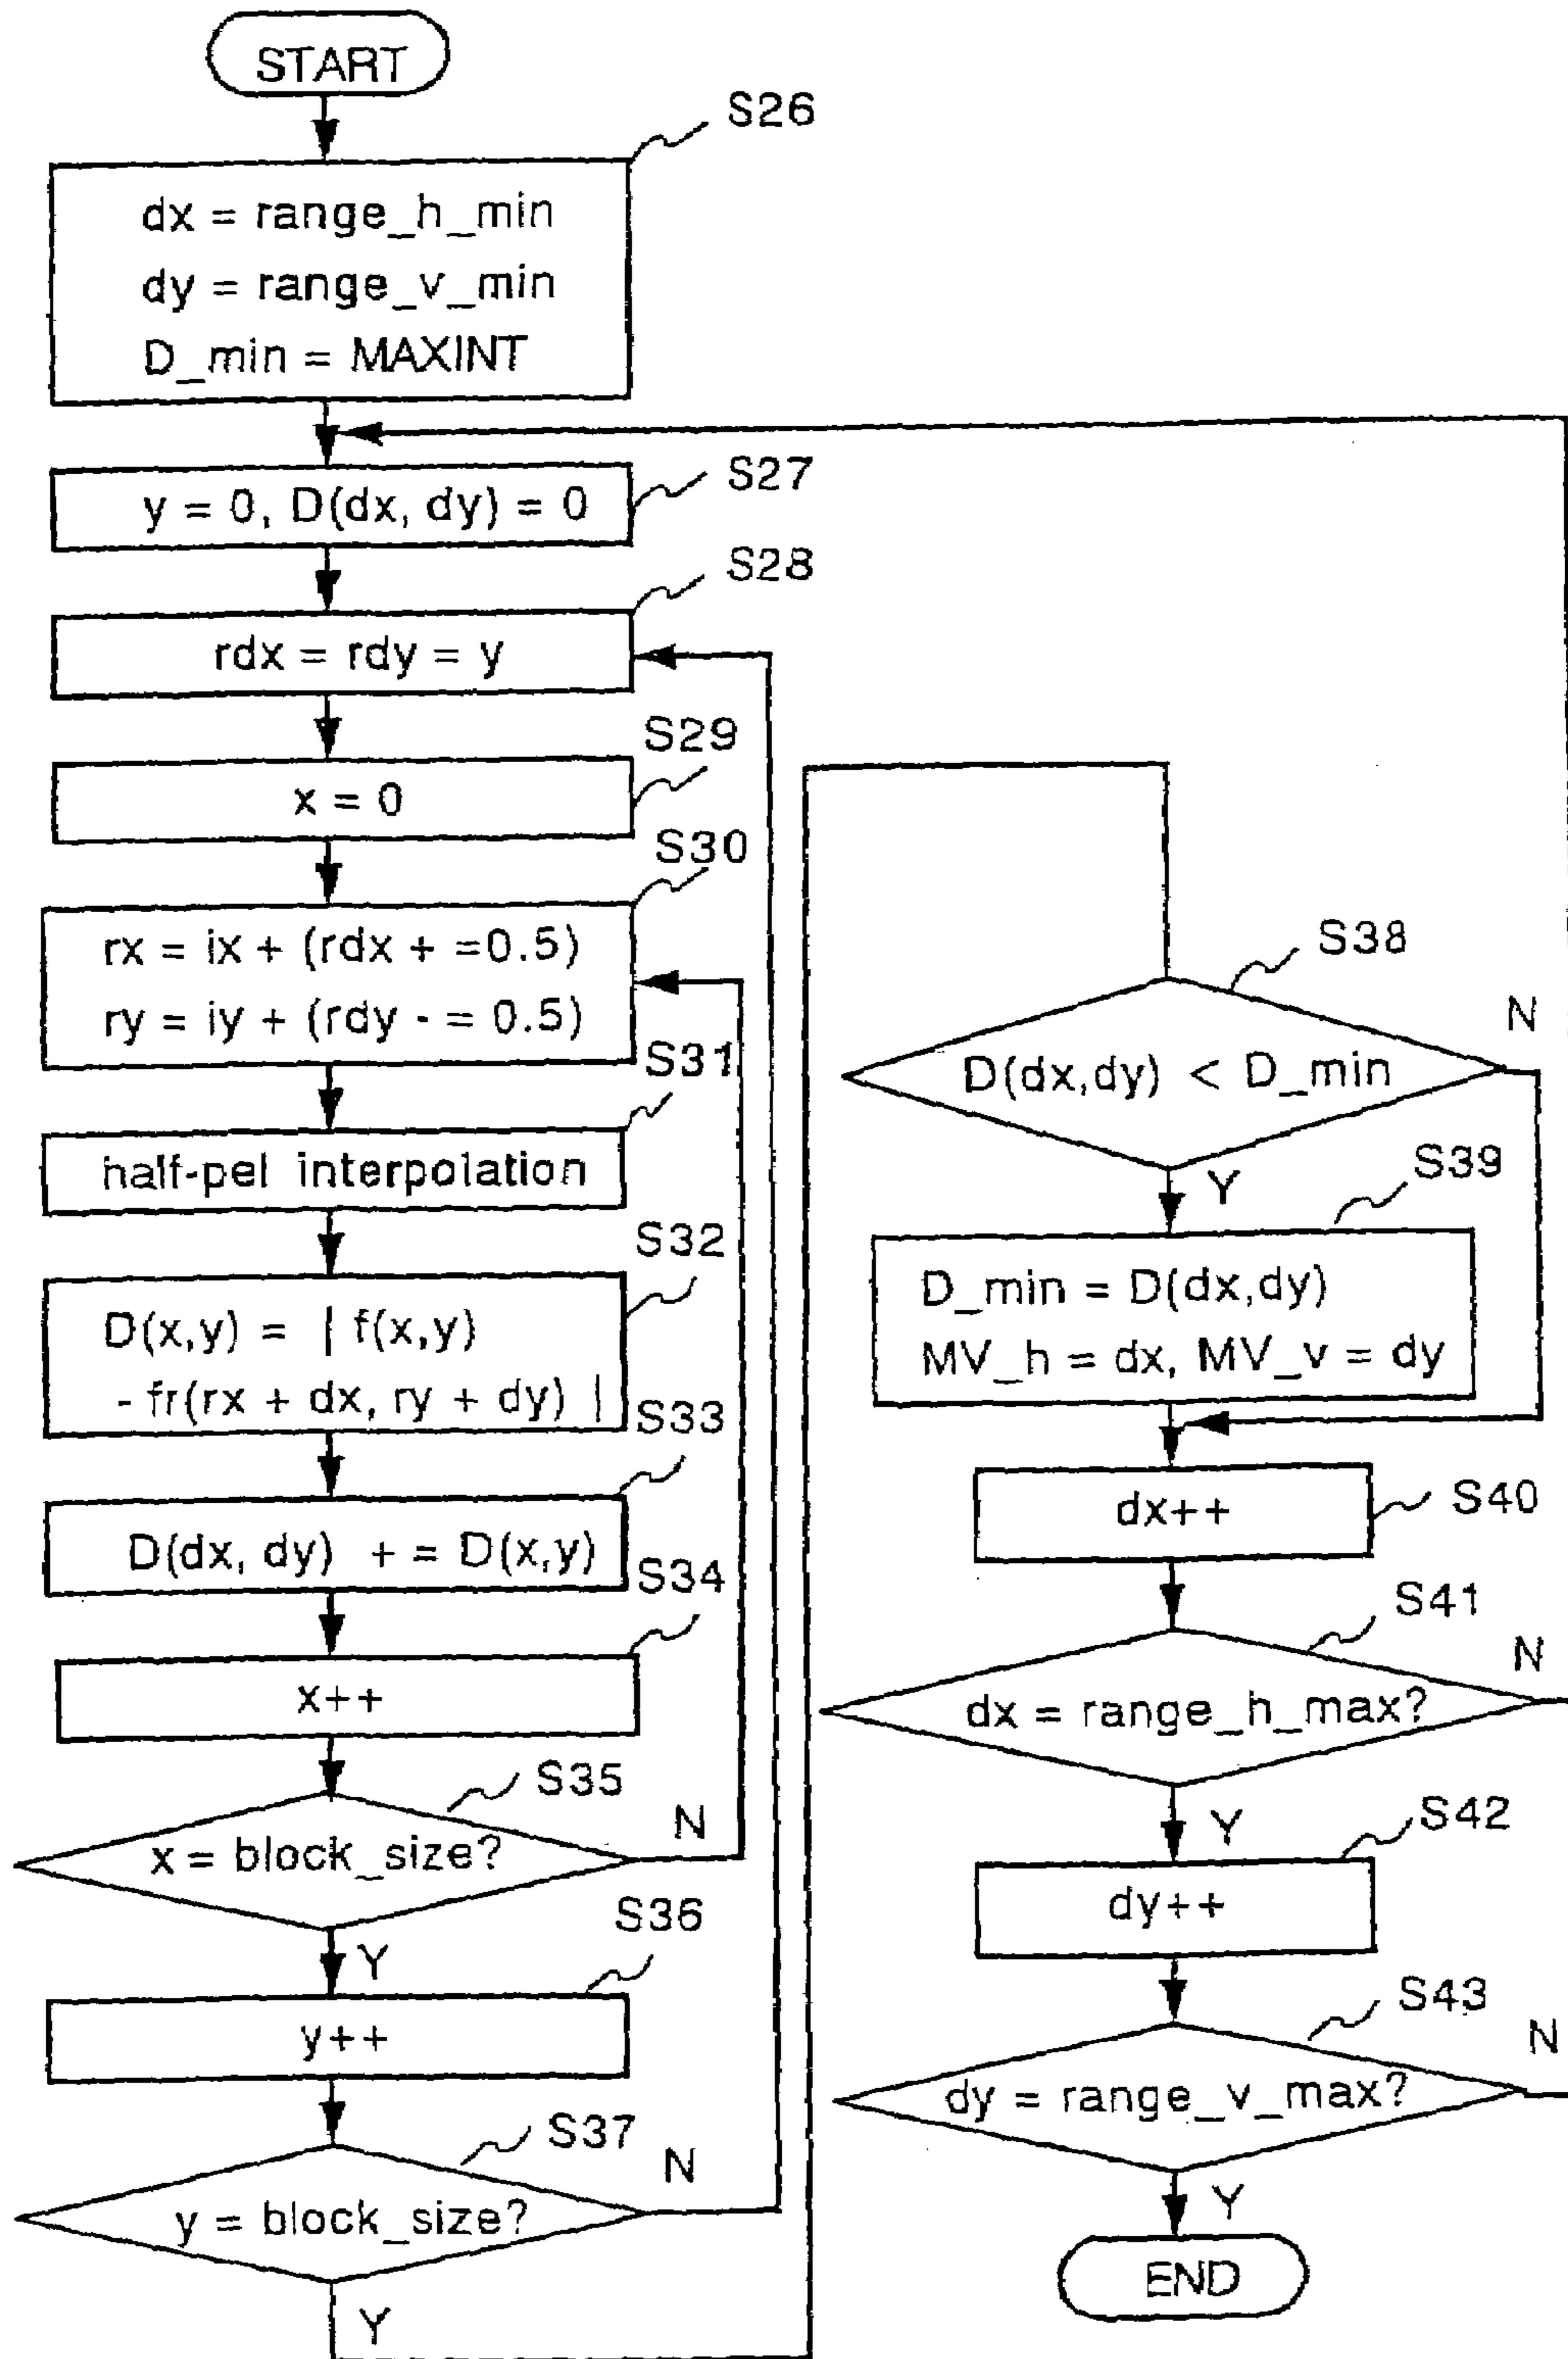 START
S26
dx = range_h_min
dy = range_v_min
D_min = MAXINT
S27
y = 0, D(dx, dy) = 0
S28
rdx = rdy = y
S29
x = 0
S30
rx = ix + (rdx + =0.5)
ry = iy + (rdy - = 0.5)
S31
half-pel interpolation
S32
D(x,y) = | f(x,y)
- fr(rx + dx, ry + dy) |
S33
D(dx, dy) + = D(x,y)
S34
x++
S35
x = block_size?
N
Y
S36
y++
S37
y = block_size?
N
Y
S38
D(dx,dy) < D_min
N
Y
S39
D_min = D(dx,dy)
MV_h = dx, MV_v = dy
S40
dx++
S41
dx = range_h_max?
N
Y
S42
dy++
S43
dy = range_v_max?
N
Y
END